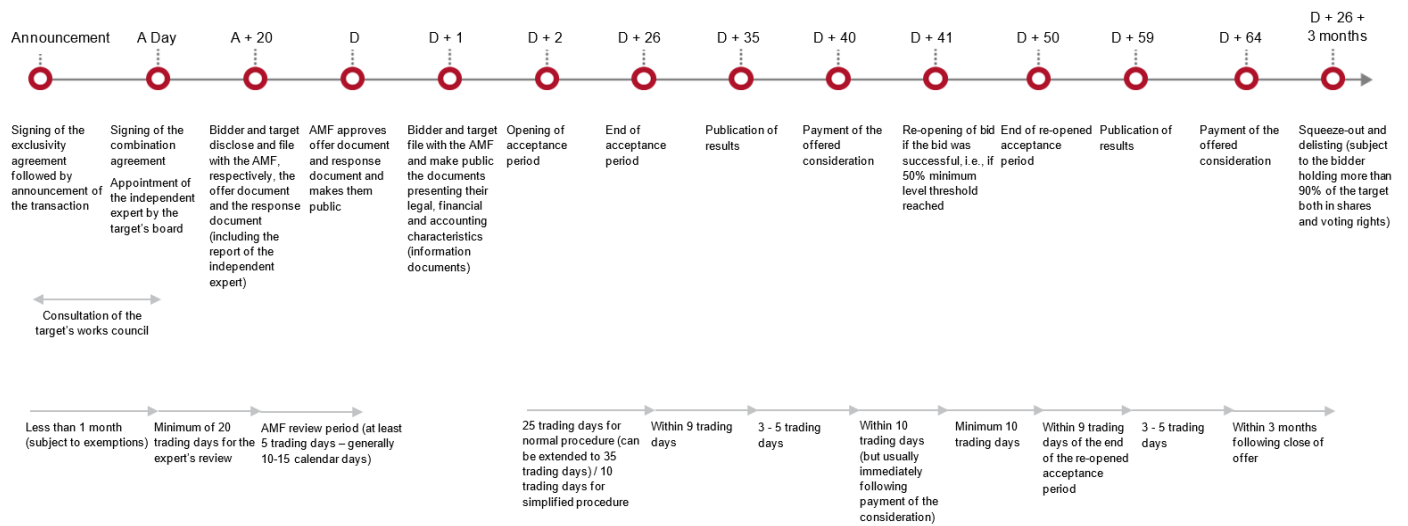 Announcement
A Day
A + 20
D
D + 1
D + 2
D + 26
D + 35
D + 40
D + 41
D + 50
D + 59
D + 64
D + 26 +
3 months
Signing of the
exclusivity
agreement
followed by
announcement of
the transaction
Signing of the
combination
agreement
Appointment of
the independent
expert by the
target's board
Bidder and target
disclose and file
with the AMF,
respectively, the
offer document
and the response
document
(including the
report of the
independent
expert)
AMF approves
offer document
and response
document and
makes them
public
Bidder and target
file with the AMF
and make public
the documents
presenting their
legal, financial
and accounting
characteristics
(information
documents)
Opening of
acceptance
period
End of
acceptance
period
Publication of
results
Payment of the
offered
consideration
Re-opening of bid
if the bid was
successful, i.e., if
50% minimum
level threshold
reached
End of re-opened
acceptance
period
Publication of
results
Payment of the
offered
consideration
Squeeze-out and
delisting (subject
to the bidder
holding more than
90% of the target
both in shares
and voting rights)
Consultation of the
target's works council
Less than 1 month
(subject to exemptions)
Minimum of 20
trading days for the
expert's review
AMF review period (at least
5 trading days – generally
10-15 calendar days)
25 trading days for
normal procedure (can
be extended to 35
trading days) / 10
trading days for
simplified procedure
Within 9 trading
days
3 - 5 trading
days
Within 10
trading days
(but usually
immediately
following
payment of the
consideration)
Minimum 10
trading days
Within 9 trading
days of the end
of the re-opened
acceptance
period
3 - 5 trading
days
Within 3 months
following close of
offer